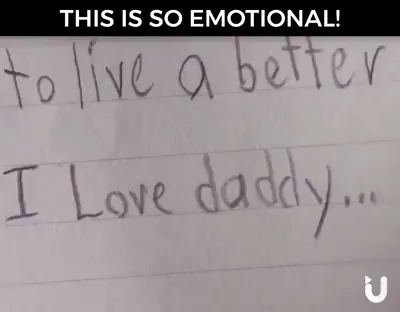 THIS IS SO EMOTIONAL!
to live a better
I Love daddy...
U